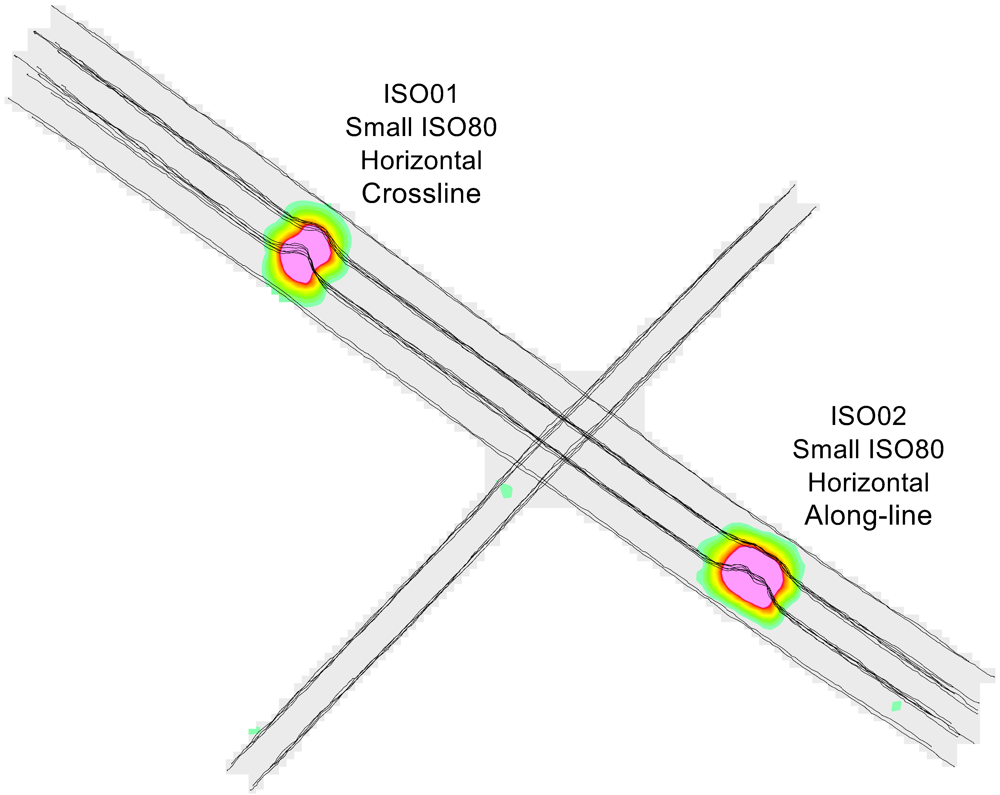 ISO01
Small ISO80
Horizontal
Crossline
ISO02
Small ISO80
Horizontal
Along-line